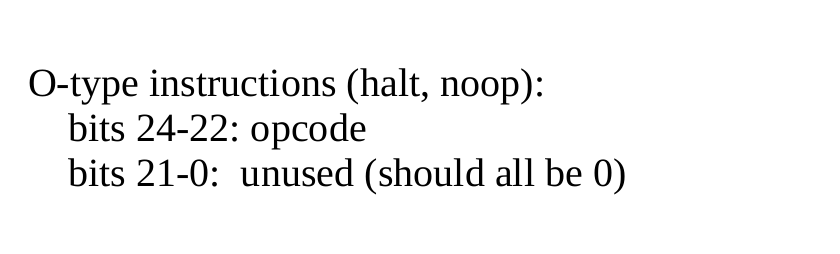 O-type instructions (halt, noop):
bits 24-22: opcode
bits 21-0:  unused (should all be 0)